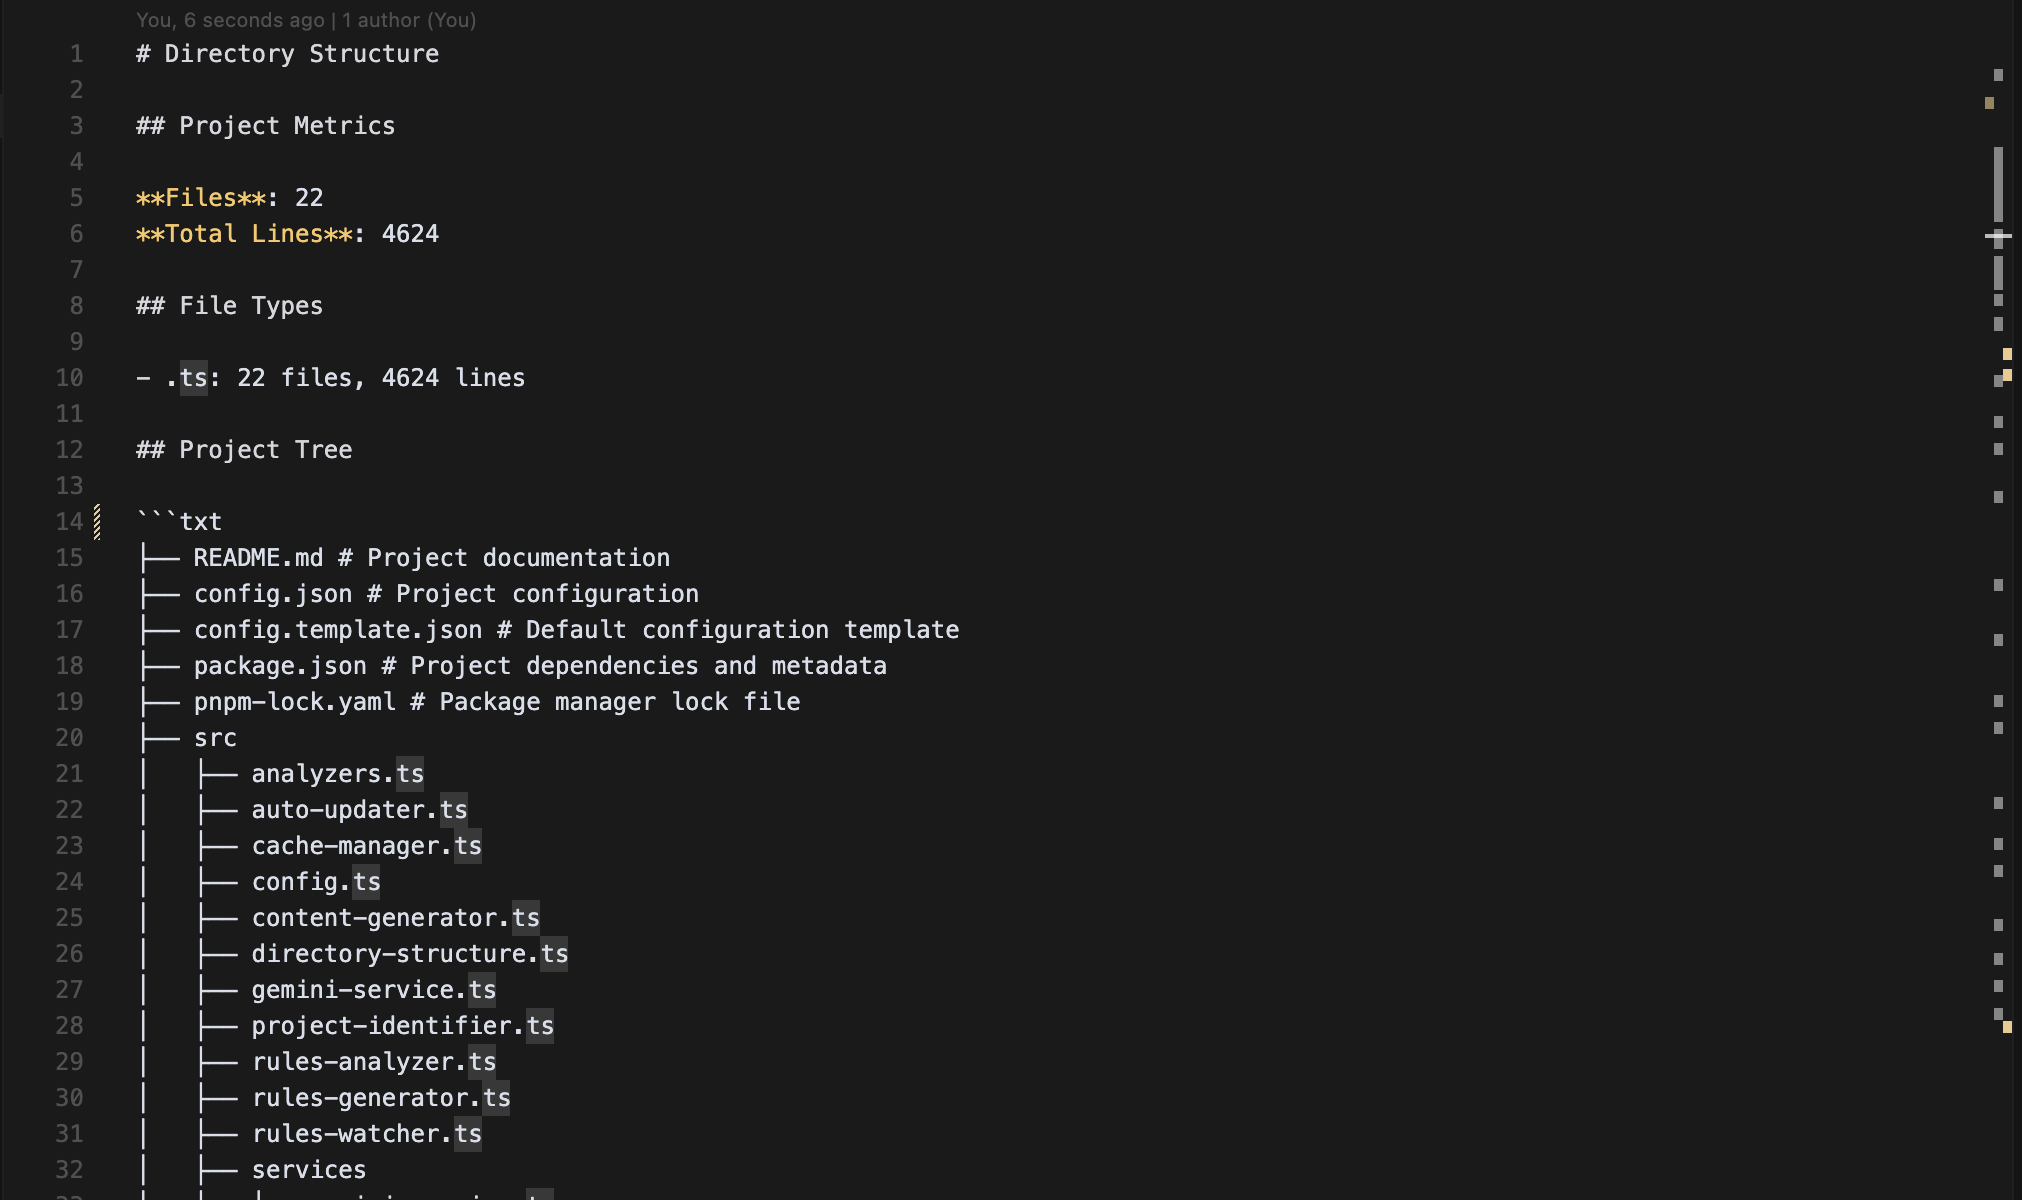 You, 6 seconds ago | 1 author (You)
1 # Directory Structure
2
3 ## Project Metrics
4
5 **Files**: 22
6 **Total Lines**: 4624
7
8 ## File Types
9
10 - .ts: 22 files, 4624 lines
11
12 ## Project Tree
13
14 ```txt
15 ├── README.md # Project documentation
16 ├── config.json # Project configuration
17 ├── config.template.json # Default configuration template
18 ├── package.json # Project dependencies and metadata
19 ├── pnpm-lock.yaml # Package manager lock file
20 ├── src
21 │   ├── analyzers.ts
22 │   ├── auto-updater.ts
23 │   ├── cache-manager.ts
24 │   ├── config.ts
25 │   ├── content-generator.ts
26 │   ├── directory-structure.ts
27 │   ├── gemini-service.ts
28 │   ├── project-identifier.ts
29 │   ├── rules-analyzer.ts
30 │   ├── rules-generator.ts
31 │   ├── rules-watcher.ts
32 │   ├── services